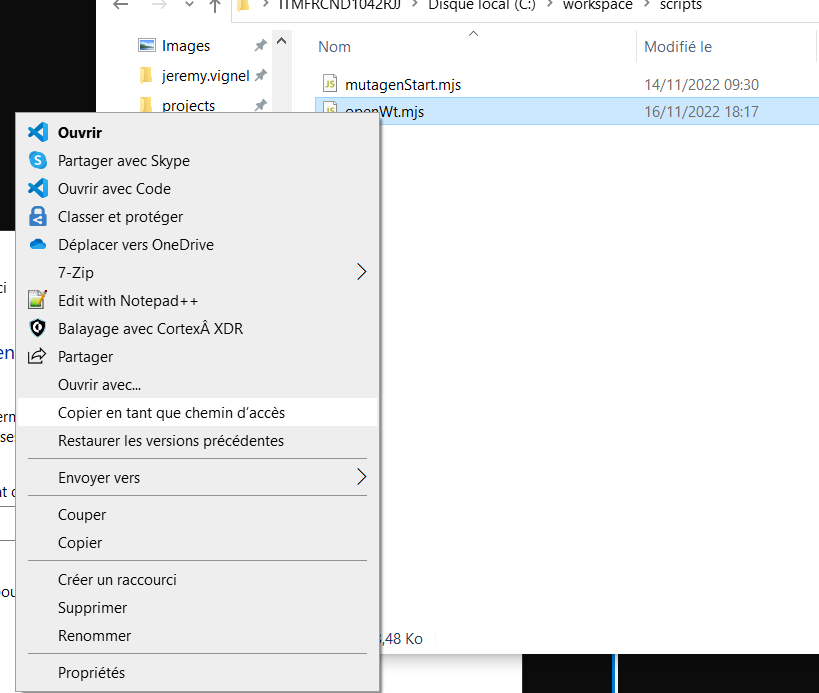 ITMFRCND1042RJJ > Disque local (C:) > workspace > scripts
Images
jeremy.vignel
projects
Nom
Modifié le
mutagenStart.mjs
14/11/2022 09:30
openWt.mjs
16/11/2022 18:17
Ouvrir
Partager avec Skype
Ouvrir avec Code
Classer et protéger
Déplacer vers OneDrive
7-Zip
Edit with Notepad++
Balayage avec CortexÂ XDR
Partager
Ouvrir avec...
Copier en tant que chemin d’accès
Restaurer les versions précédentes
Envoyer vers
Couper
Copier
Créer un raccourci
Supprimer
Renommer
Propriétés
,48 Ko